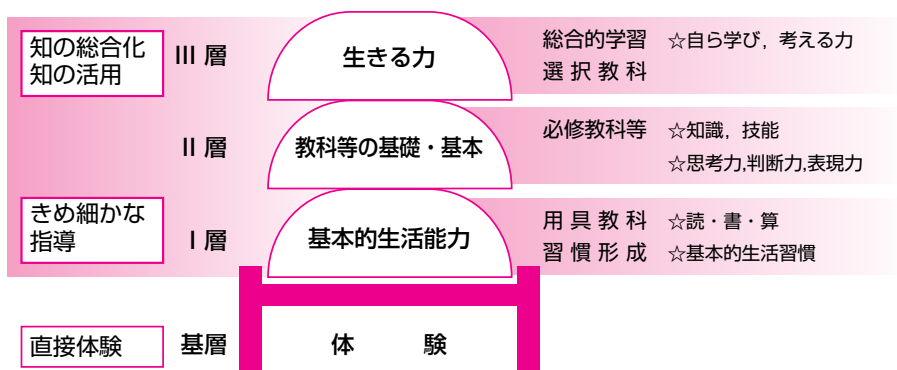 知の総合化
知の活用
III 層
生きる力
総合的学習 ☆自ら学び，考える力
選択教科
II 層
教科等の基礎・基本
必修教科等 ☆知識，技能
☆思考力,判断力,表現力
きめ細かな
指導
I 層
基本的生活能力
用具教科 ☆読・書・算
習慣形成 ☆基本的生活習慣
直接体験
基層
体 験